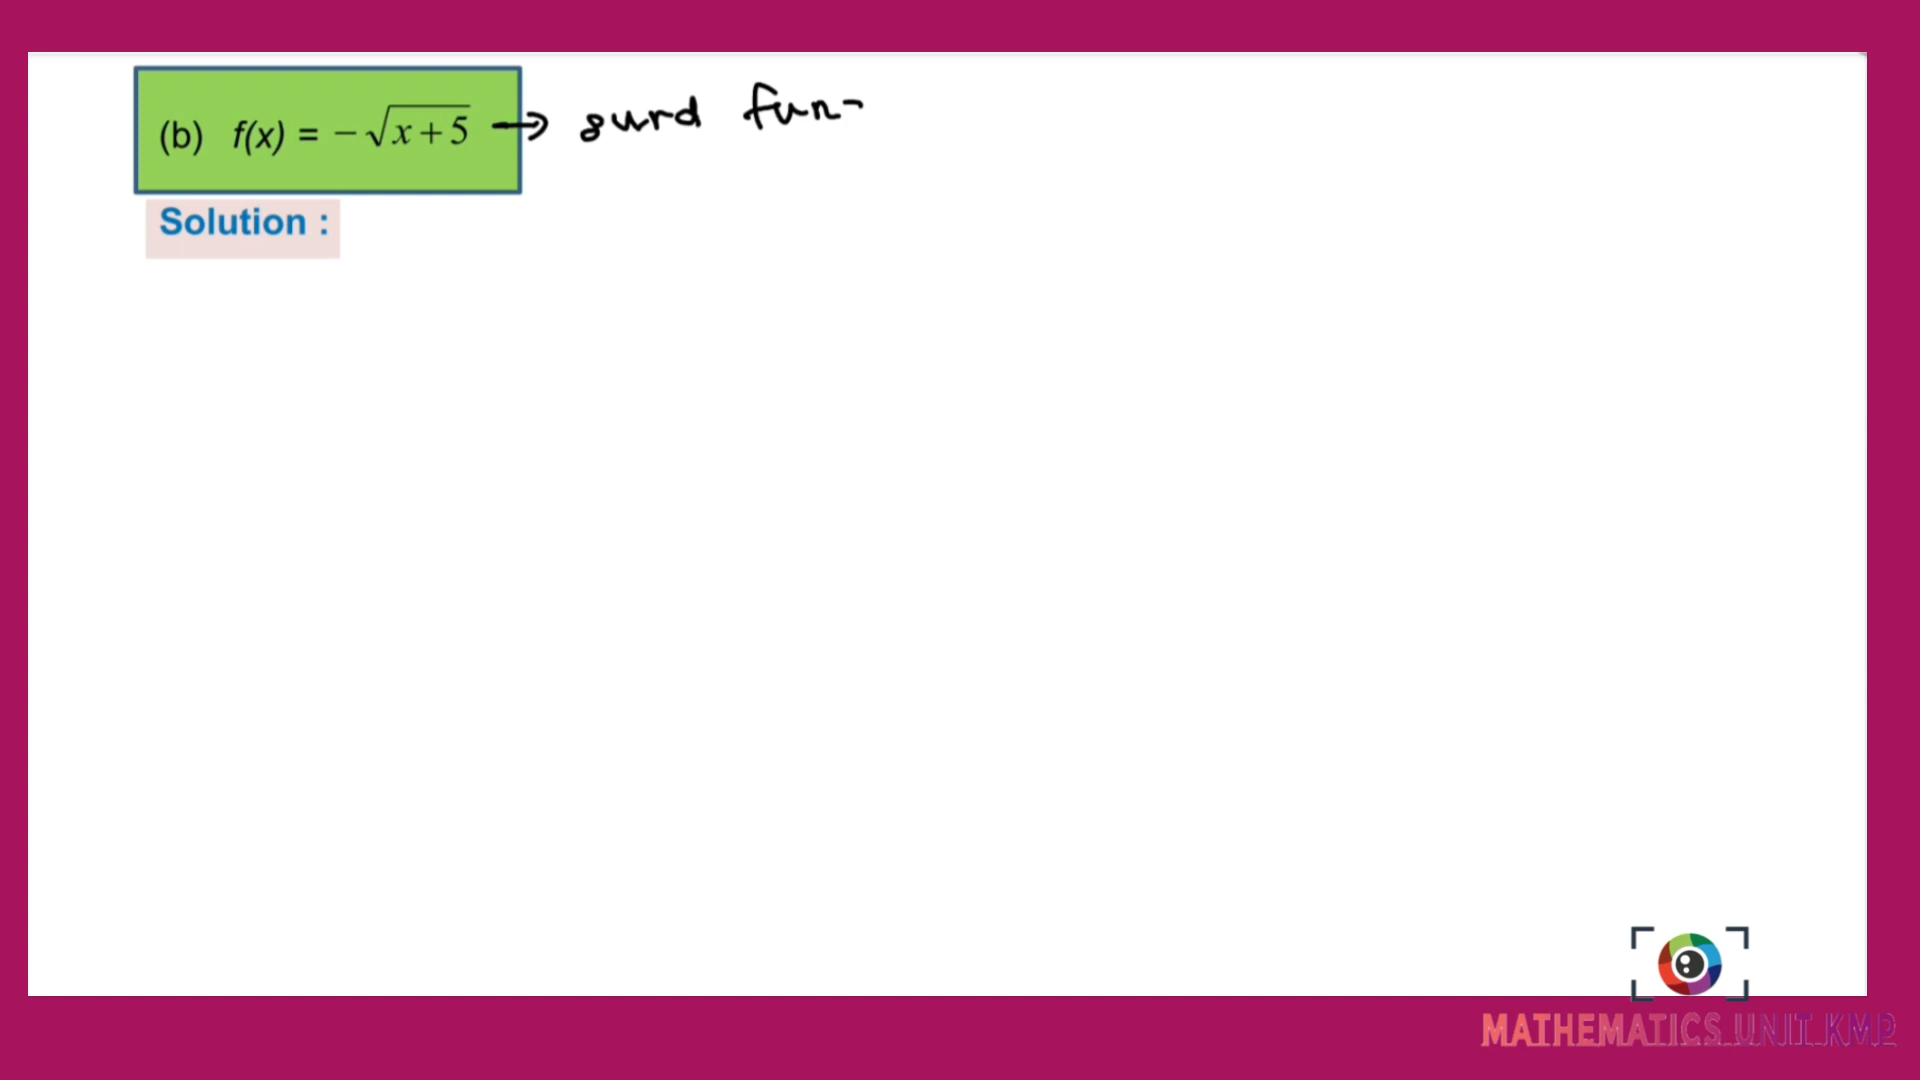 (b) f(x) = −√x + 5 → surd fun-
Solution :
MATHEMATICS UNIT KMP